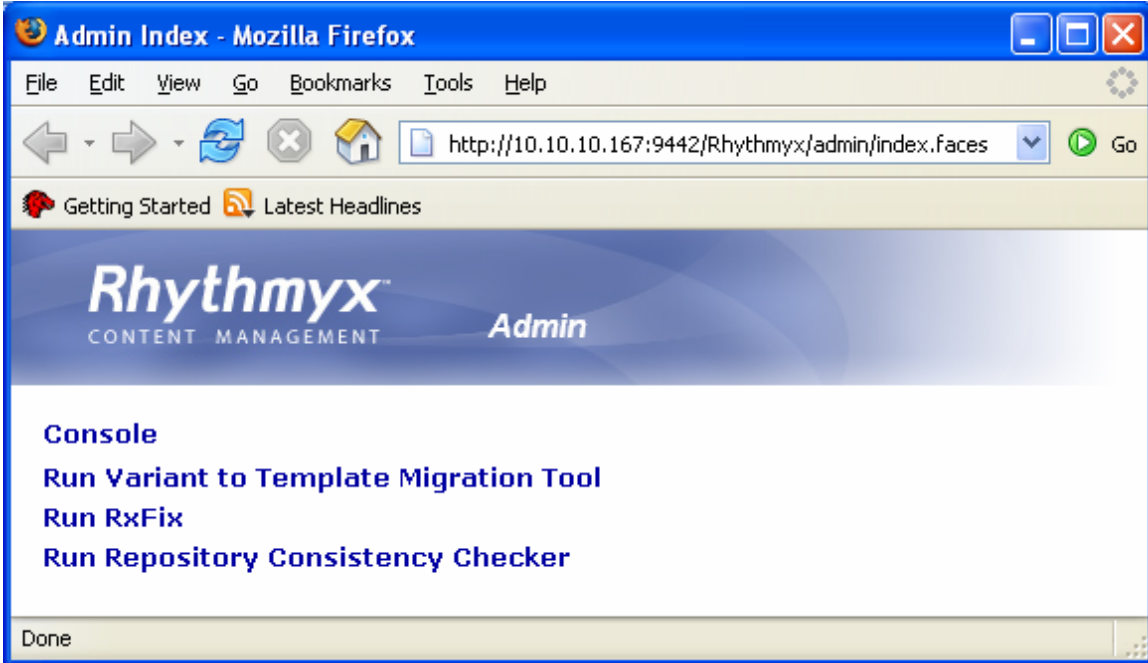 Admin Index - Mozilla Firefox
File Edit View Go Bookmarks Tools Help
http://10.10.10.167:9442/Rhythmyx/admin/index.faces Go
Getting Started Latest Headlines
Rhythmyx™
CONTENT MANAGEMENT
Admin
Console
Run Variant to Template Migration Tool
Run RxFix
Run Repository Consistency Checker
Done